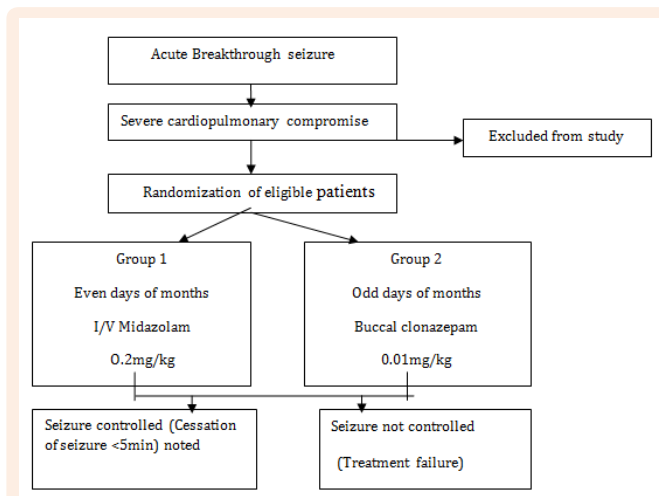 Acute Breakthrough seizure
Severe cardiopulmonary compromise
Excluded from study
Randomization of eligible patients
Group 1
Even days of months
I/V Midazolam
0.2mg/kg
Group 2
Odd days of months
Buccal clonazepam
0.01mg/kg
Seizure controlled (Cessation
of seizure <5min) noted
Seizure not controlled
(Treatment failure)